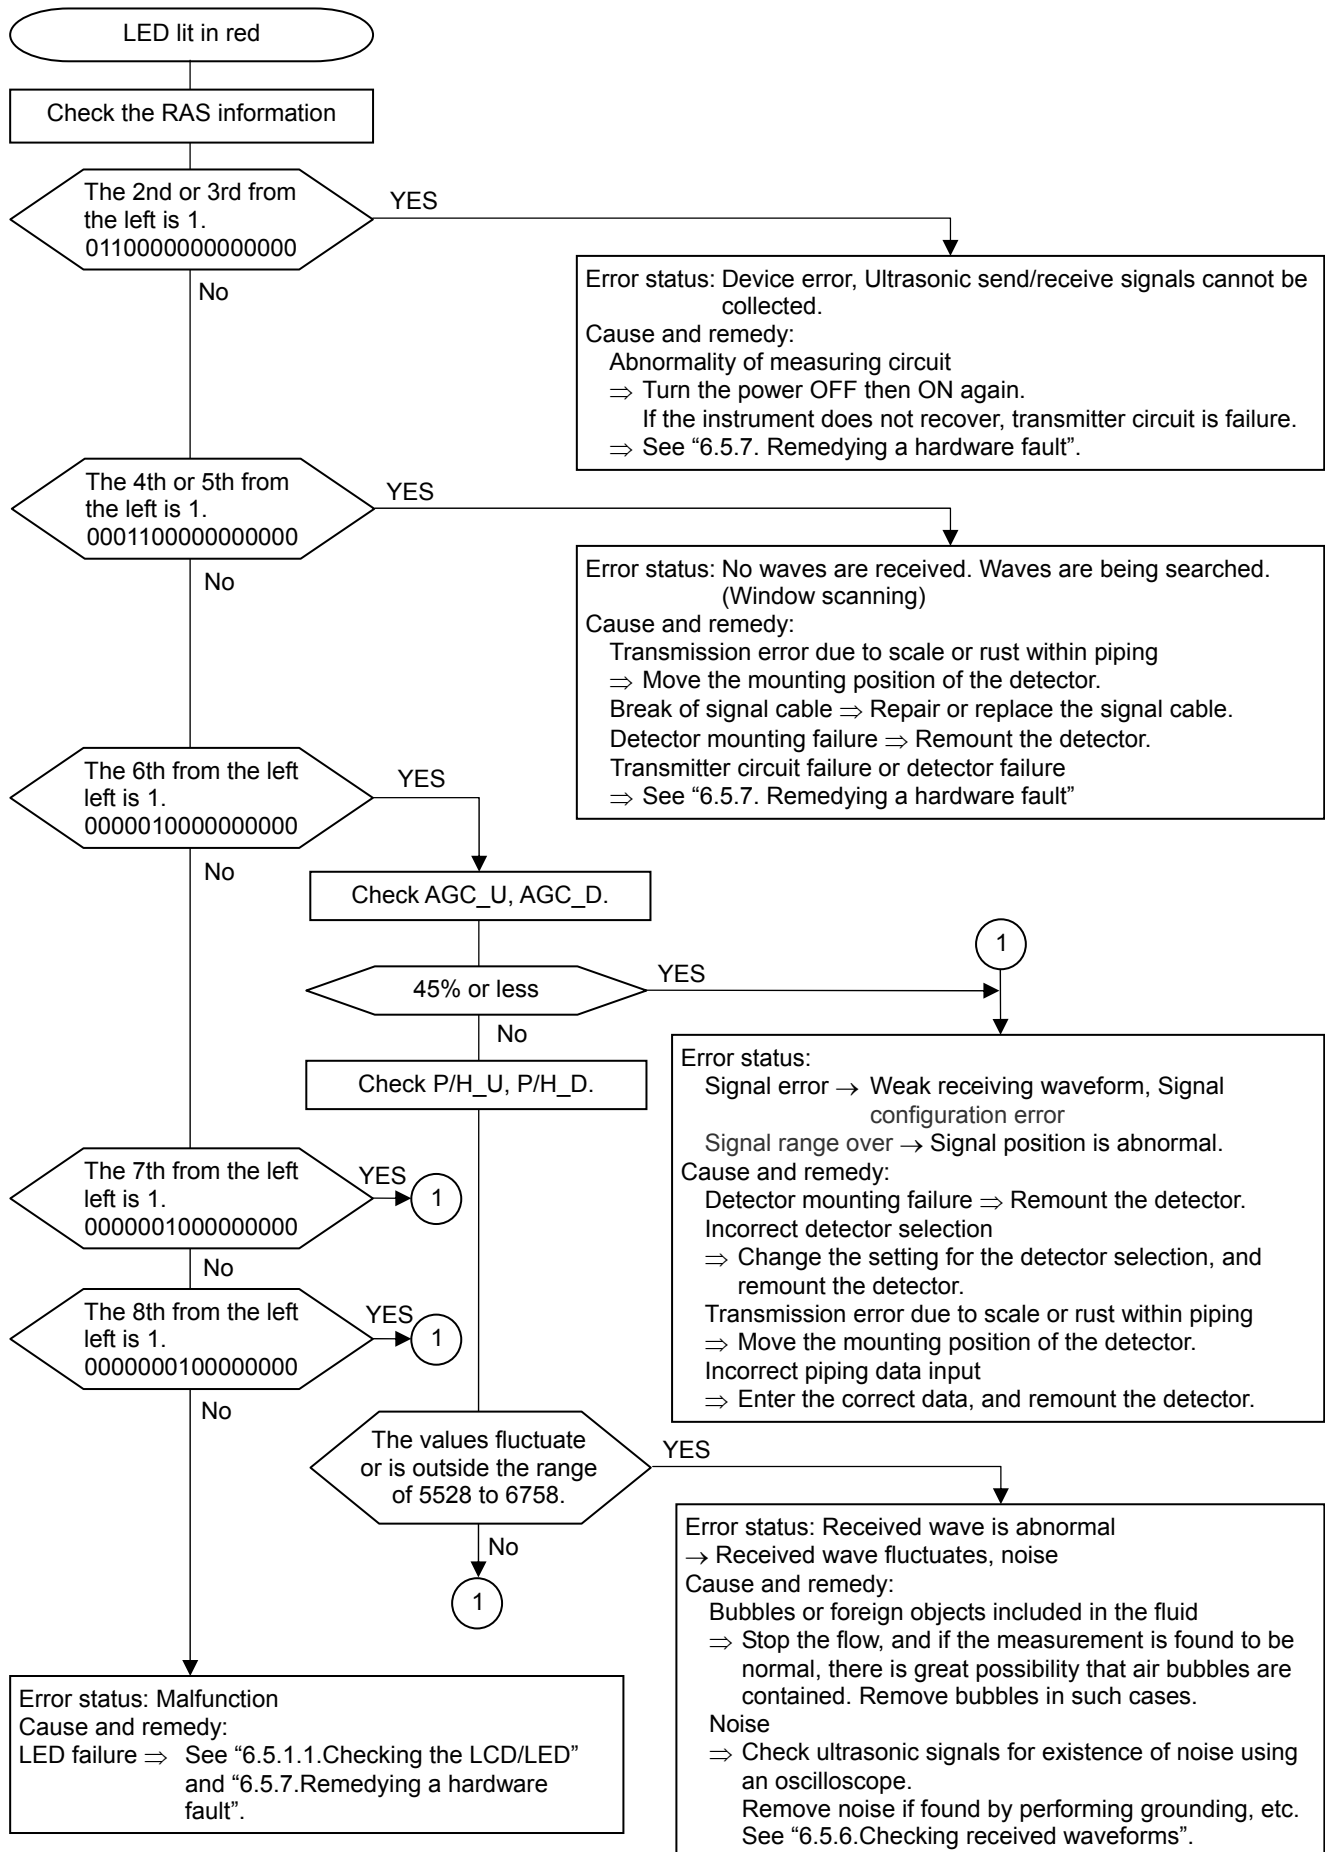 LED lit in red
Check the RAS information
The 2nd or 3rd from
the left is 1.
0110000000000000
YES
No
Error status: Device error, Ultrasonic send/receive signals cannot be
collected.
Cause and remedy:
Abnormality of measuring circuit
⇒ Turn the power OFF then ON again.
If the instrument does not recover, transmitter circuit is failure.
⇒ See “6.5.7. Remedying a hardware fault”.
The 4th or 5th from
the left is 1.
0001100000000000
YES
No
Error status: No waves are received. Waves are being searched.
(Window scanning)
Cause and remedy:
Transmission error due to scale or rust within piping
⇒ Move the mounting position of the detector.
Break of signal cable ⇒ Repair or replace the signal cable.
Detector mounting failure ⇒ Remount the detector.
Transmitter circuit failure or detector failure
⇒ See “6.5.7. Remedying a hardware fault”
The 6th from the left
left is 1.
0000010000000000
YES
No
Check AGC_U, AGC_D.
45% or less
YES
No
1
Check P/H_U, P/H_D.
Error status:
Signal error → Weak receiving waveform, Signal
configuration error
Signal range over → Signal position is abnormal.
Cause and remedy:
Detector mounting failure ⇒ Remount the detector.
Incorrect detector selection
⇒ Change the setting for the detector selection, and
remount the detector.
Transmission error due to scale or rust within piping
⇒ Move the mounting position of the detector.
Incorrect piping data input
⇒ Enter the correct data, and remount the detector.
The 7th from the left
left is 1.
0000001000000000
YES
1
No
The 8th from the left
left is 1.
0000000100000000
YES
1
No
The values fluctuate
or is outside the range
of 5528 to 6758.
YES
No
1
Error status: Received wave is abnormal
→ Received wave fluctuates, noise
Cause and remedy:
Bubbles or foreign objects included in the fluid
⇒ Stop the flow, and if the measurement is found to be
normal, there is great possibility that air bubbles are
contained. Remove bubbles in such cases.
Noise
⇒ Check ultrasonic signals for existence of noise using
an oscilloscope.
Remove noise if found by performing grounding, etc.
See “6.5.6.Checking received waveforms”.
Error status: Malfunction
Cause and remedy:
LED failure ⇒ See “6.5.1.1.Checking the LCD/LED”
and “6.5.7.Remedying a hardware
fault”.